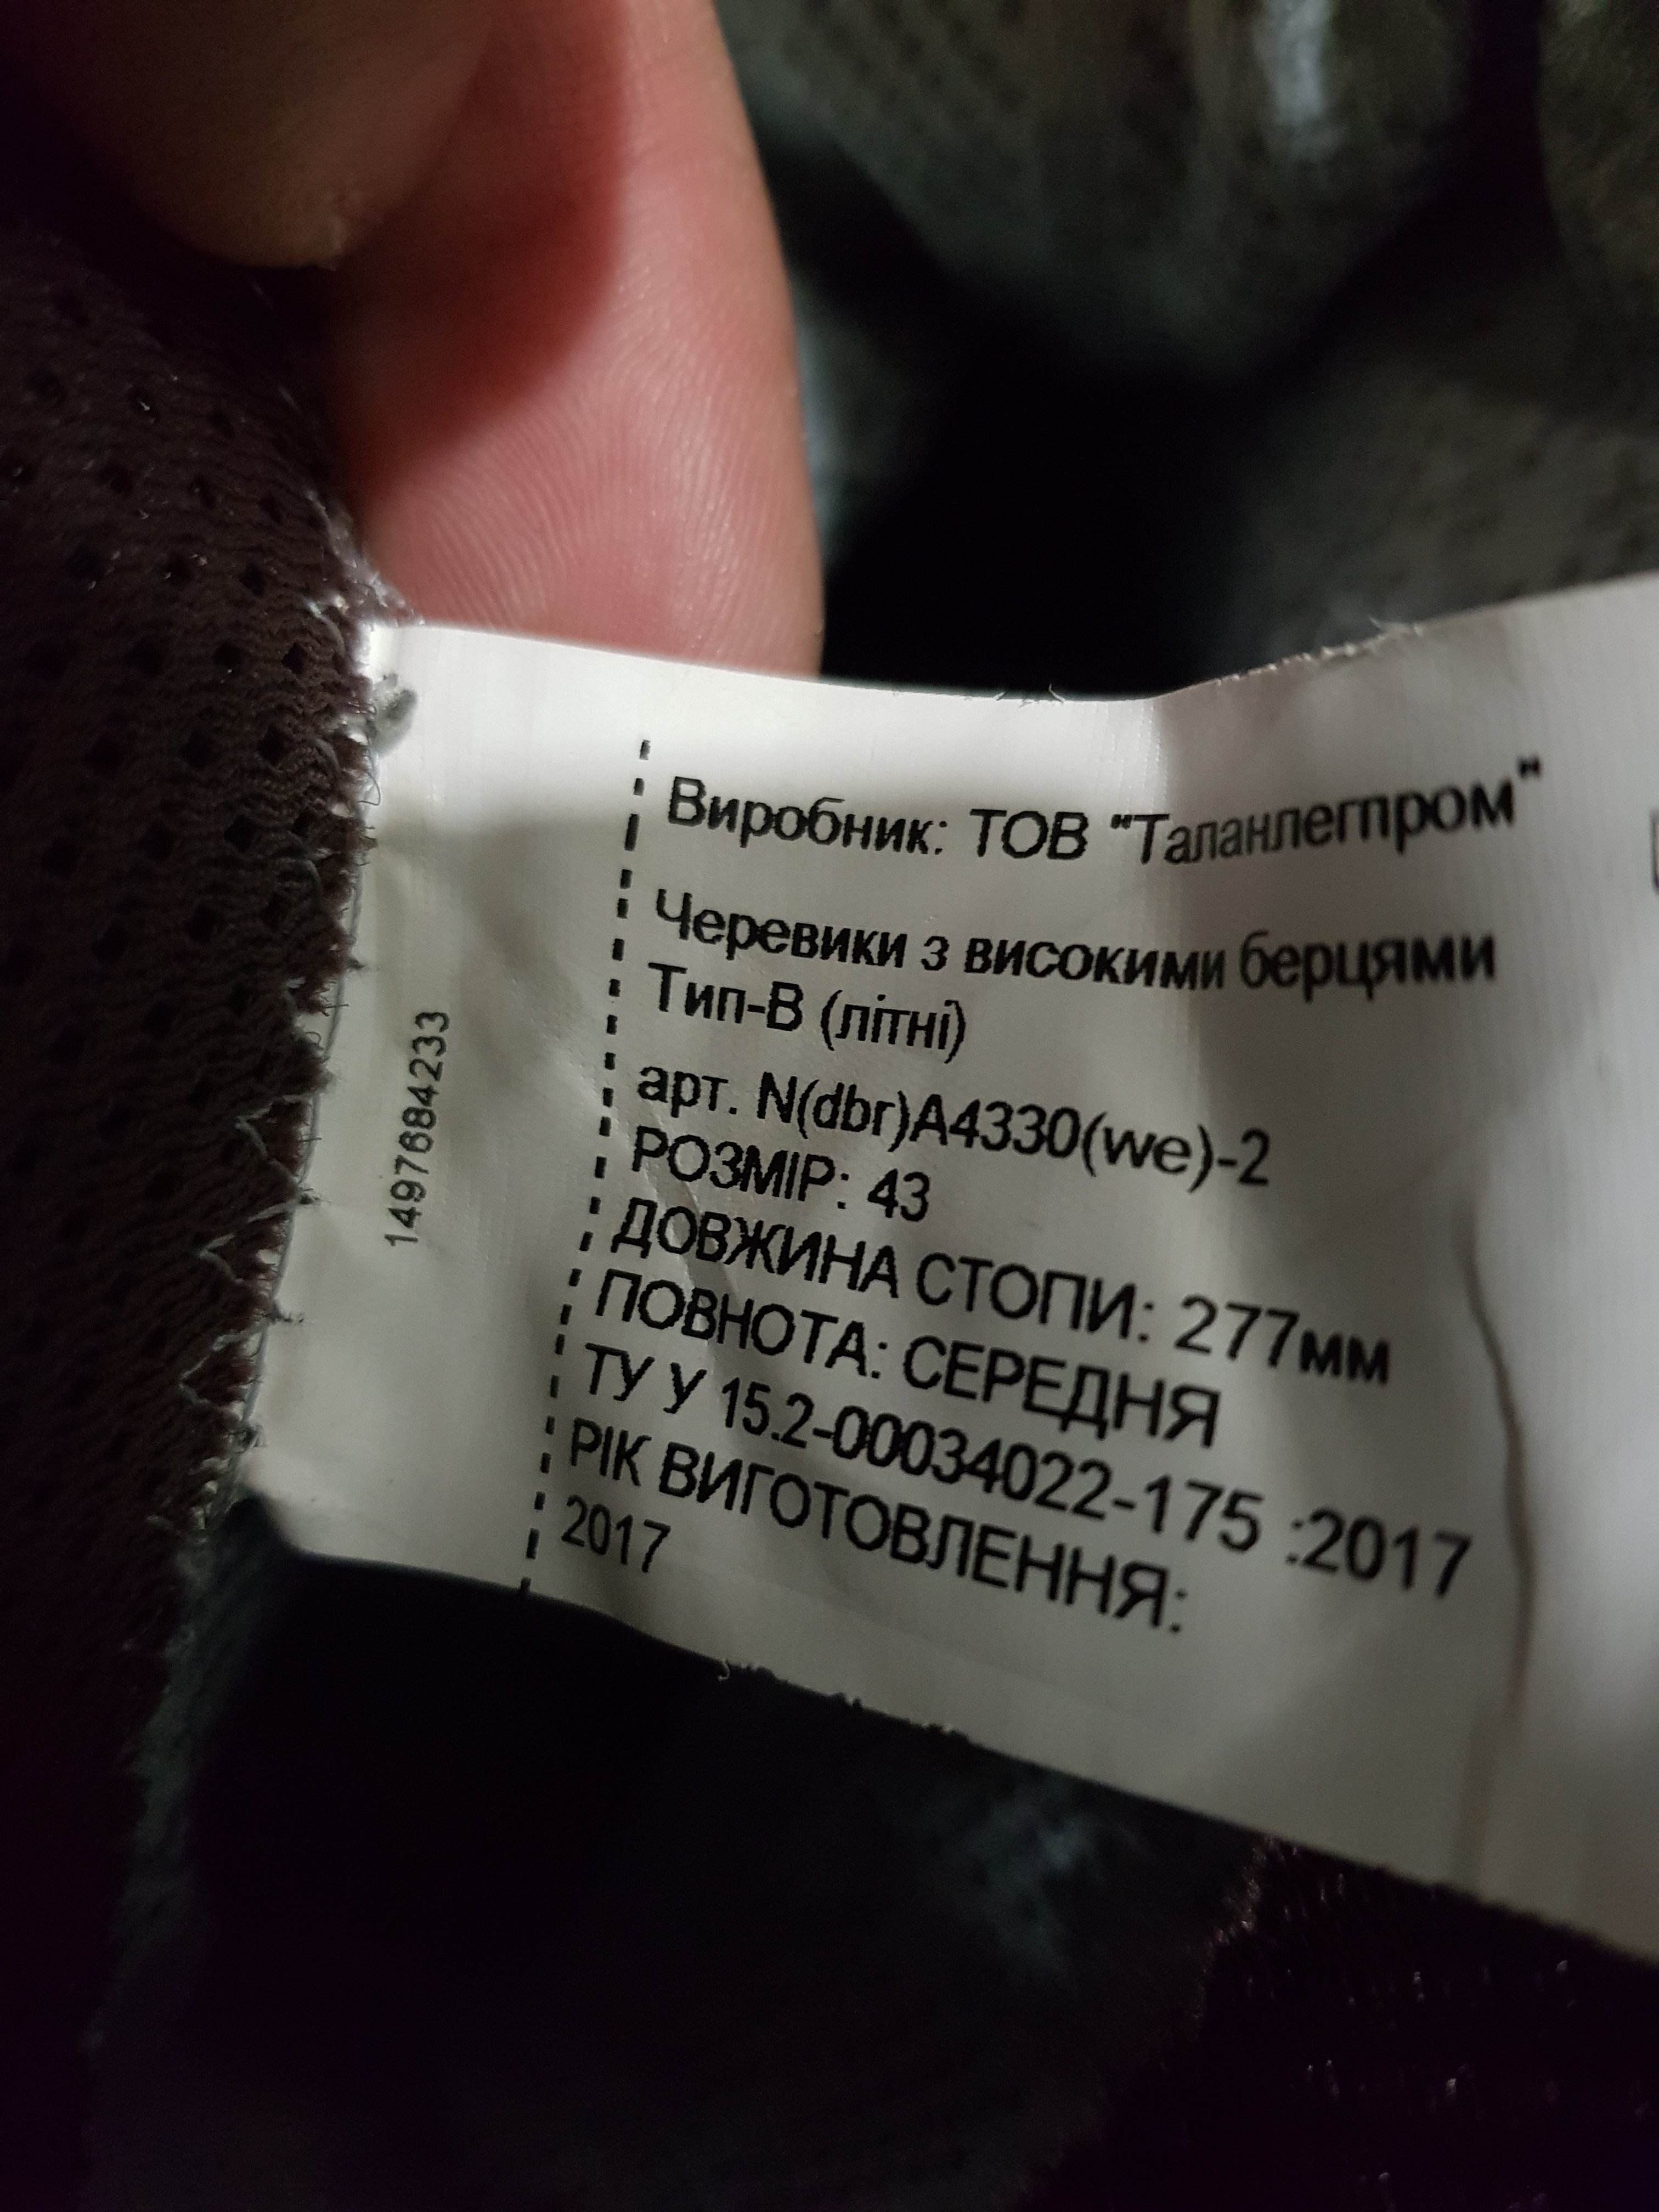 Виробник: ТОВ "Таланлегпром"
Черевики з високими берцями
Тип-В (літні)
арт. N(dbr)A4330(we)-2
РОЗМІР: 43
ДОВЖИНА СТОПИ: 277мм
ПОВНОТА: СЕРЕДНЯ
ТУ У 15.2-00034022-175 :2017
РІК ВИГОТОВЛЕННЯ:
2017
1497684233